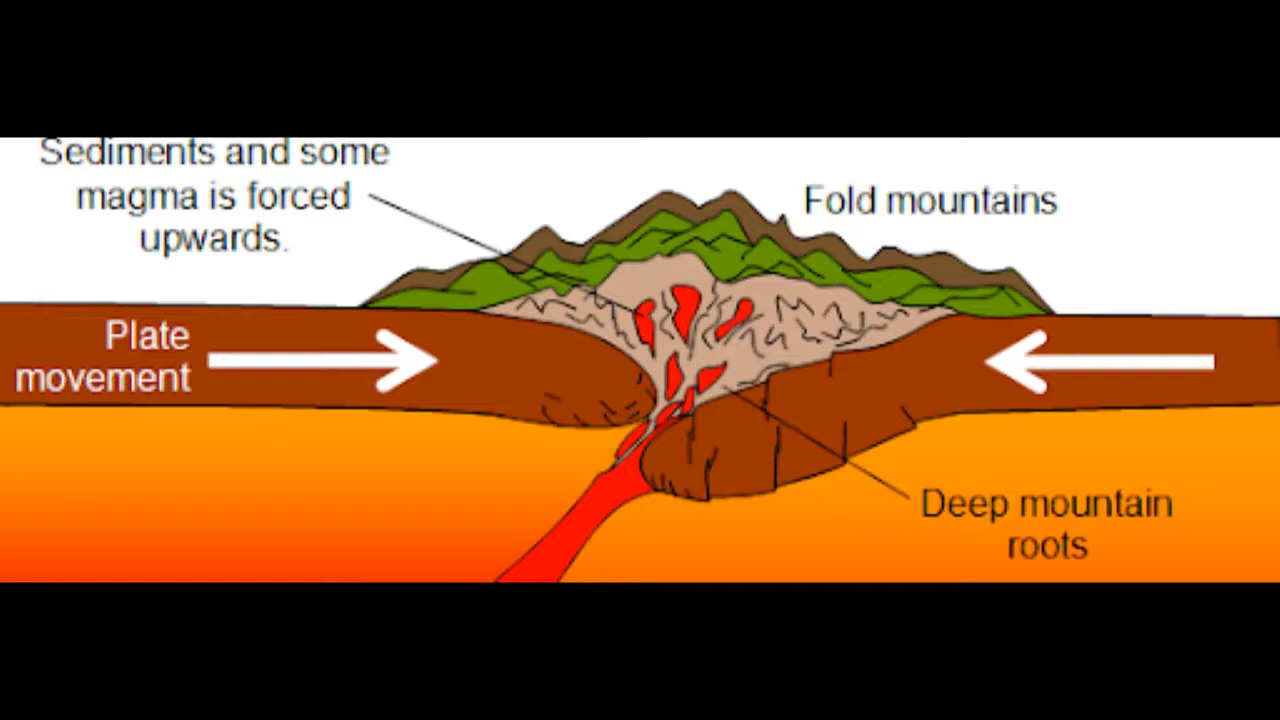 Sediments and some
magma is forced
upwards.
Fold mountains
Plate
movement
Deep mountain
roots